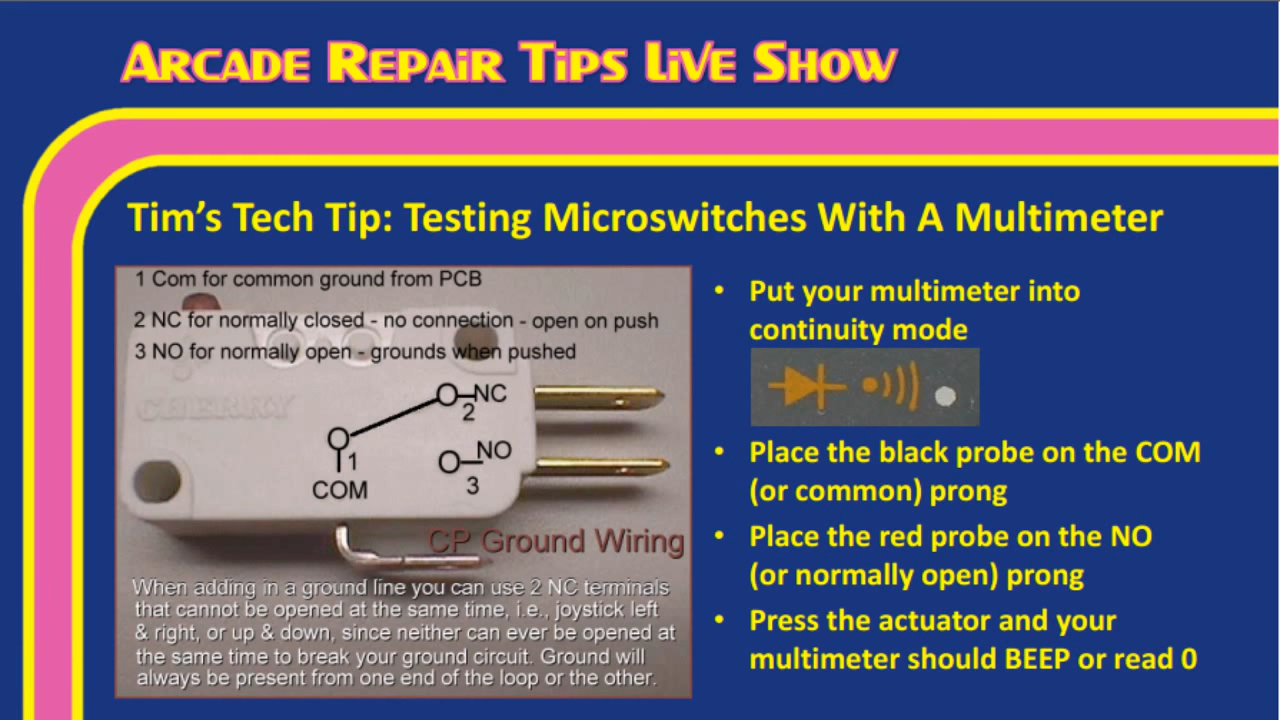 Arcade Repair Tips Live Show
Tim's Tech Tip: Testing Microswitches With A Multimeter
1 Com for common ground from PCB
2 NC for normally closed - no connection - open on push
3 NO for normally open - grounds when pushed
CHERRY
NC
2
1
COM
NO
3
CP Ground Wiring
When adding in a ground line you can use 2 NC terminals
that cannot be opened at the same time, i.e., joystick left
& right, or up & down, since neither can ever be opened at
the same time to break your ground circuit. Ground will
always be present from one end of the loop or the other.
• Put your multimeter into
continuity mode
• Place the black probe on the COM
(or common) prong
• Place the red probe on the NO
(or normally open) prong
• Press the actuator and your
multimeter should BEEP or read 0